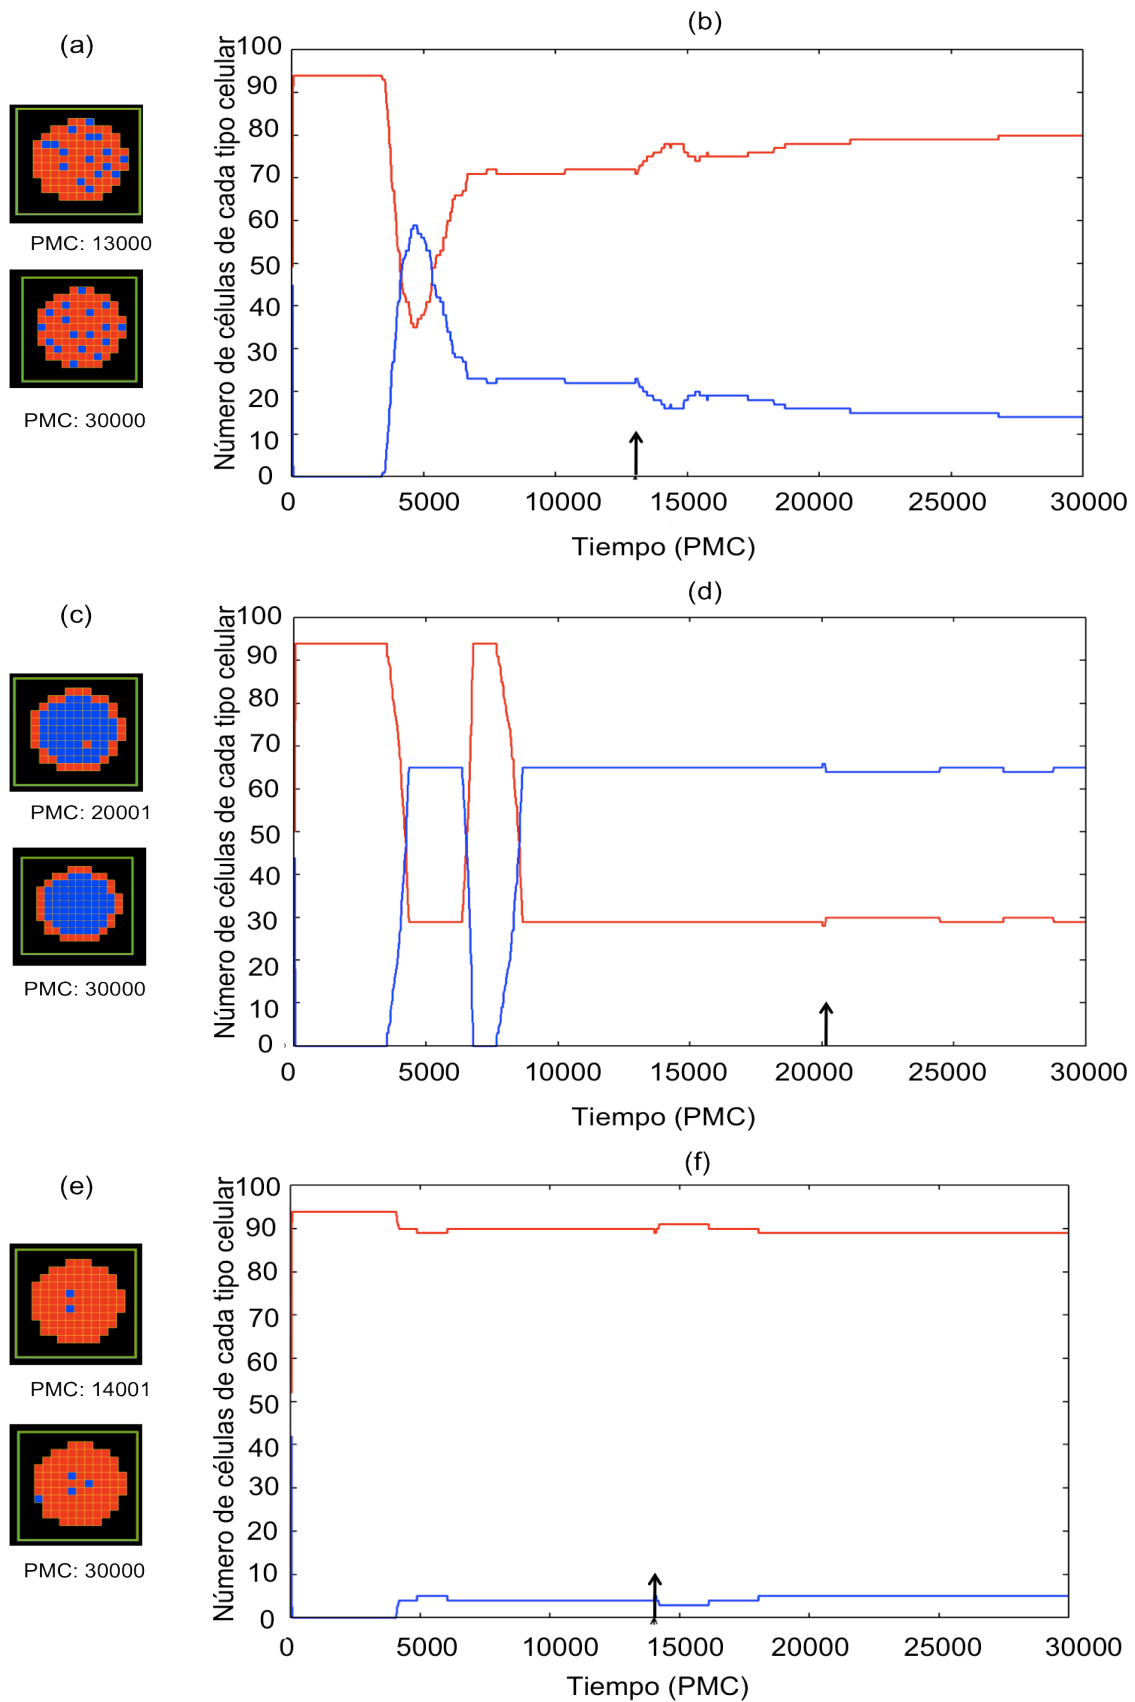 (a)
PMC: 13000
PMC: 30000
(b)
Número de células de cada tipo celular
100
90
80
70
60
50
40
30
20
10
0
0 5000 10000 15000 20000 25000 30000
Tiempo (PMC)
(c)
PMC: 20001
PMC: 30000
(d)
Número de células de cada tipo celular
100
90
80
70
60
50
40
30
20
10
0
0 5000 10000 15000 20000 25000 30000
Tiempo (PMC)
(e)
PMC: 14001
PMC: 30000
(f)
Número de células de cada tipo celular
100
90
80
70
60
50
40
30
20
10
0
0 5000 10000 15000 20000 25000 30000
Tiempo (PMC)